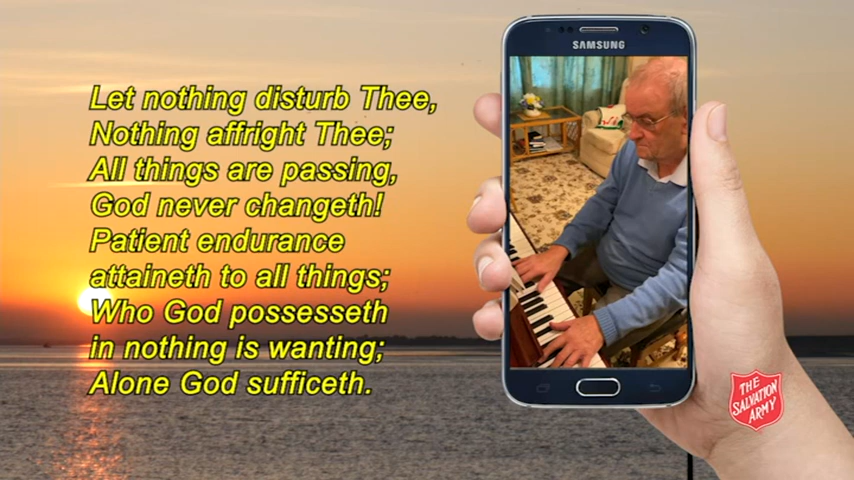 Let nothing disturb Thee,
Nothing affright Thee;
All things are passing,
God never changeth!
Patient endurance
attaineth to all things;
Who God possesseth
in nothing is wanting;
Alone God sufficeth.
SAMSUNG
THE
SALVATION
ARMY